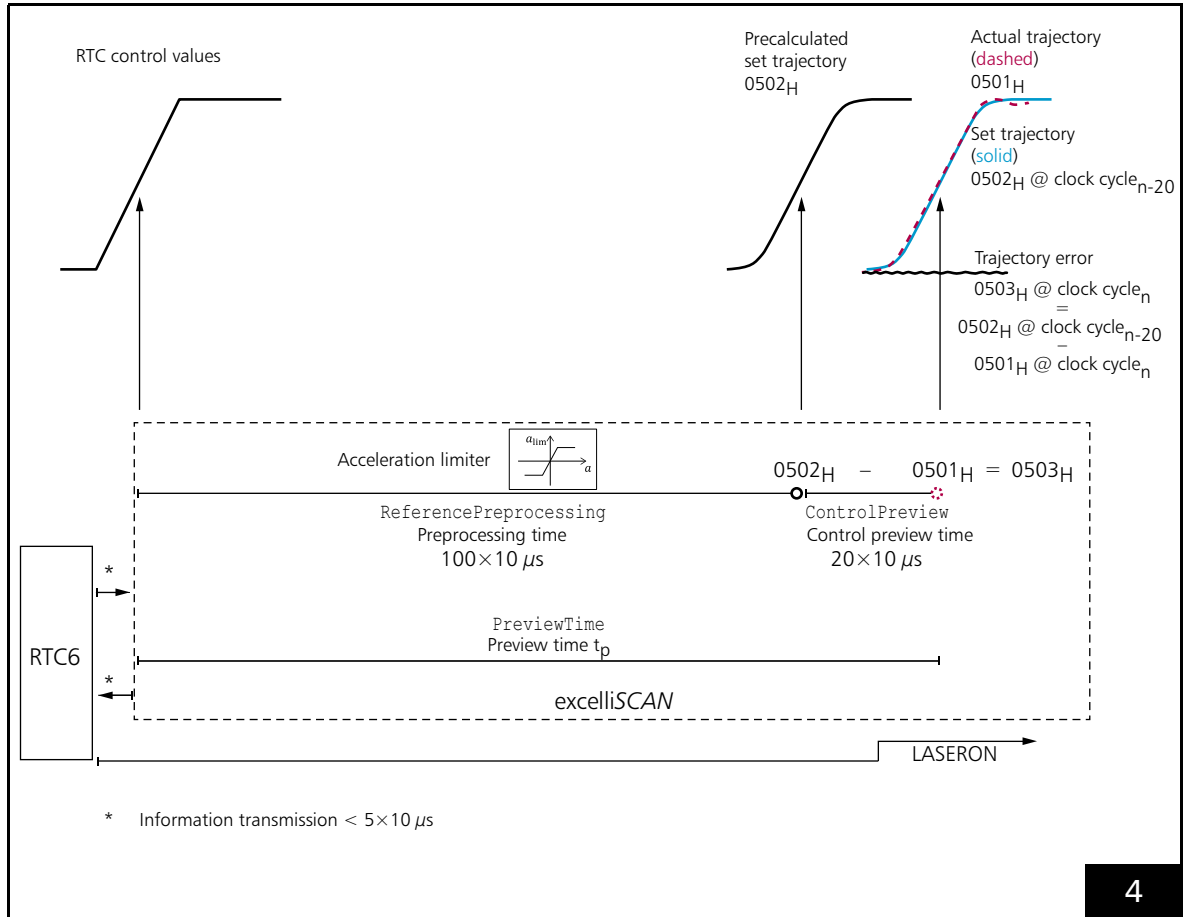 RTC control values
Precalculated
set trajectory
0502H
Actual trajectory
(dashed)
0501H
Set trajectory
(solid)
0502H @ clock cyclen-20
Trajectory error
0503H @ clock cyclen
=
0502H @ clock cyclen-20
–
0501H @ clock cyclen
Acceleration limiter
alim
a
0502H – 0501H = 0503H
ReferencePreprocessing
Preprocessing time
100×10 µs
ControlPreview
Control preview time
20×10 µs
RTC6
*
*
PreviewTime
Preview time tp
excelliSCAN
LASERON
* Information transmission < 5×10 µs
4